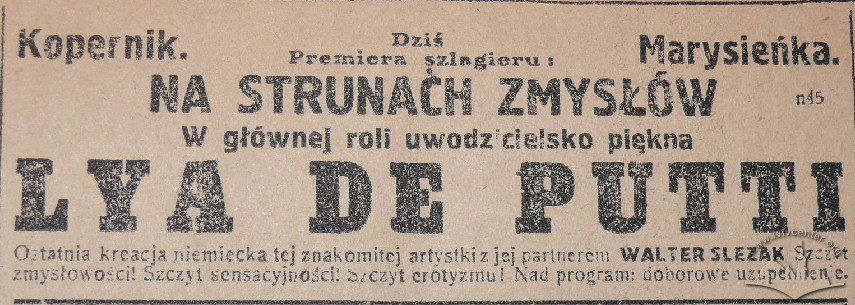 Kopernik. Dziś Marysieńka.
Premiera szlagieru:
NA STRUNACH ZMYSŁÓW n45
W głównej roli uwodzicielsko piękna
LYA DE PUTTI
Ostatnia kreacja niemiecka tej znakomitej artystki z jej partnerem WALTER SLEZAK Szczyt
zmysłowości! Szczyt sensacyjności! Szczyt erotyzmu! Nad program: doborowe uzupełnienie.